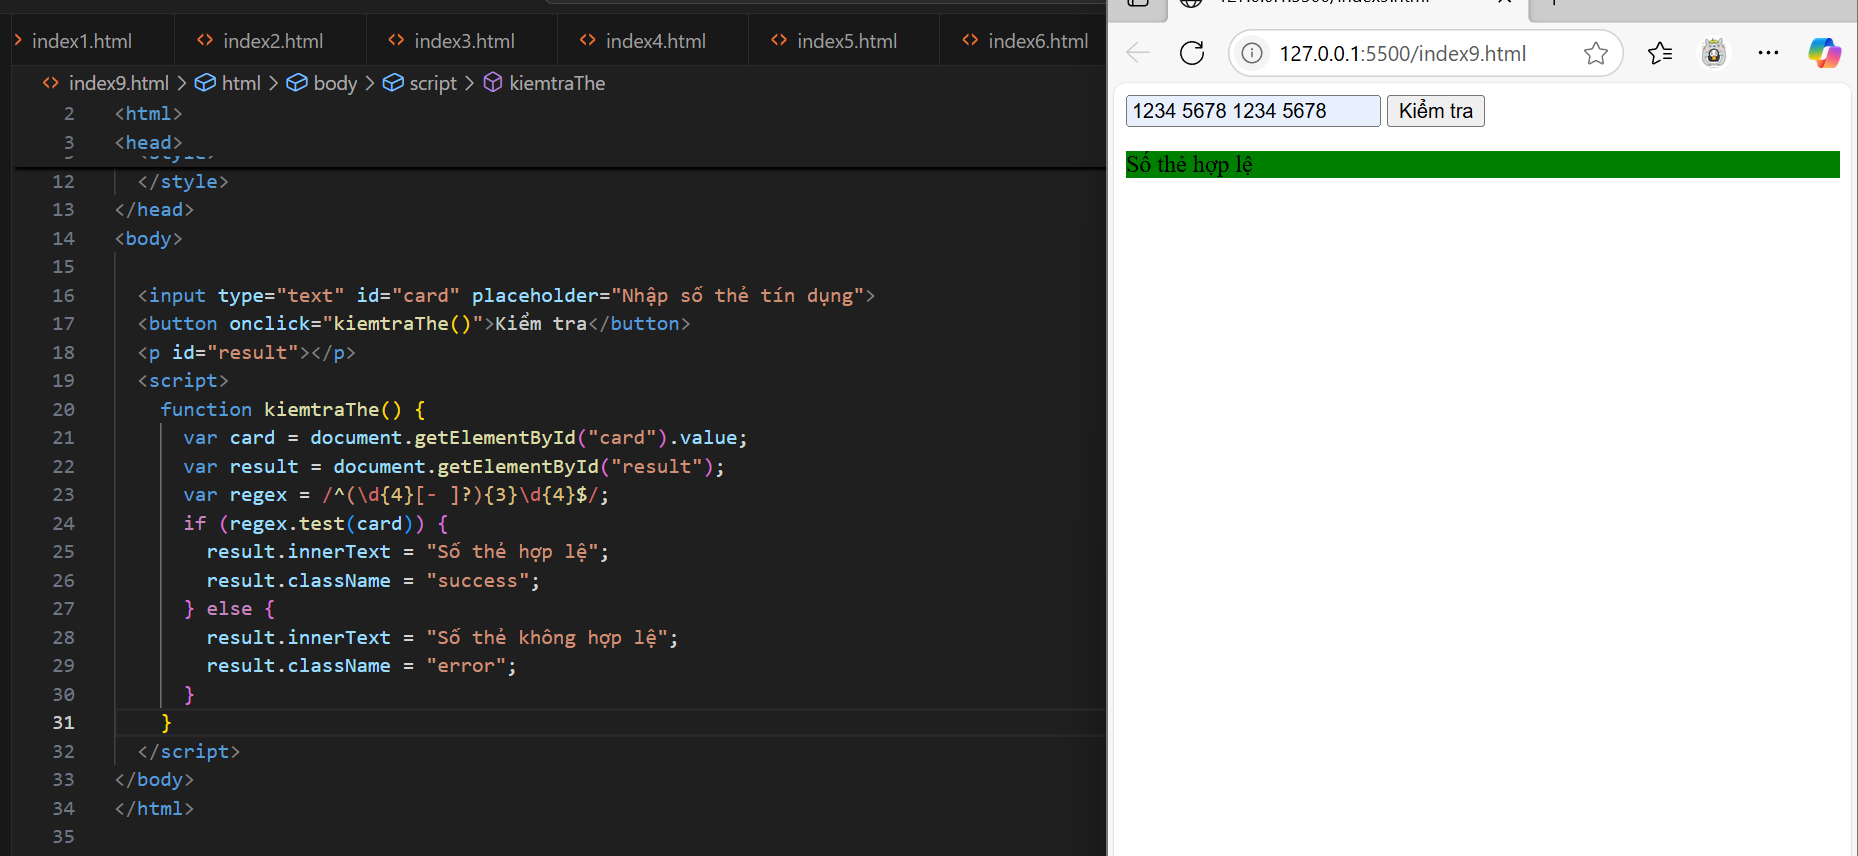 index1.html index2.html index3.html index4.html index5.html index6.html
index9.html > html > body > script > kiemtraThe
2 <html>
3 <head>
12 </style>
13 </head>
14 <body>
15
16 <input type="text" id="card" placeholder="Nhập số thẻ tín dụng">
17 <button onclick="kiemtraThe()">Kiểm tra</button>
18 <p id="result"></p>
19 <script>
20 function kiemtraThe() {
21 var card = document.getElementById("card").value;
22 var result = document.getElementById("result");
23 var regex = /^(\d{4}[- ]?){3}\d{4}$/;
24 if (regex.test(card)) {
25 result.innerText = "Số thẻ hợp lệ";
26 result.className = "success";
27 } else {
28 result.innerText = "Số thẻ không hợp lệ";
29 result.className = "error";
30 }
31 }
32 </script>
33 </body>
34 </html>
35
127.0.0.1:5500/index9.html
1234 5678 1234 5678 Kiểm tra
Số thẻ hợp lệ